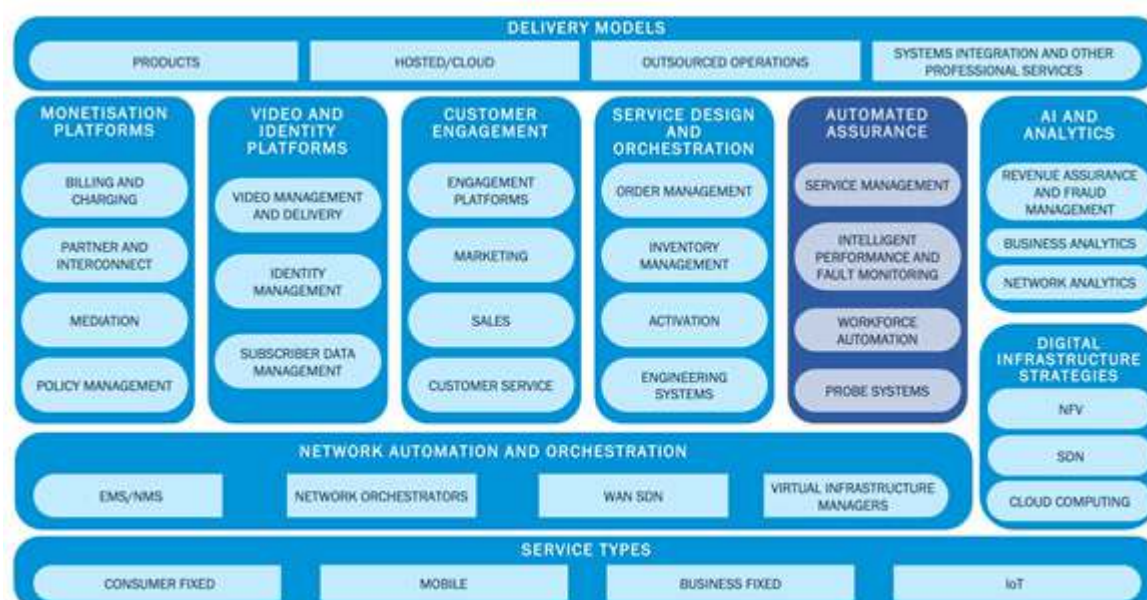 DELIVERY MODELS
PRODUCTS
HOSTED/CLOUD
OUTSOURCED OPERATIONS
SYSTEMS INTEGRATION AND OTHER
PROFESSIONAL SERVICES
MONETISATION
PLATFORMS
BILLING AND
CHARGING
PARTNER AND
INTERCONNECT
MEDIATION
POLICY MANAGEMENT
VIDEO AND
IDENTITY
PLATFORMS
VIDEO MANAGEMENT
AND DELIVERY
IDENTITY
MANAGEMENT
SUBSCRIBER DATA
MANAGEMENT
CUSTOMER
ENGAGEMENT
ENGAGEMENT
PLATFORMS
MARKETING
SALES
CUSTOMER SERVICE
SERVICE DESIGN
AND
ORCHESTRATION
ORDER MANAGEMENT
INVENTORY
MANAGEMENT
ACTIVATION
ENGINEERING
SYSTEMS
AUTOMATED
ASSURANCE
SERVICE MANAGEMENT
INTELLIGENT
PERFORMANCE AND
FAULT MONITORING
WORKFORCE
AUTOMATION
PROBE SYSTEMS
AI AND
ANALYTICS
REVENUE ASSURANCE
AND FRAUD
MANAGEMENT
BUSINESS ANALYTICS
NETWORK ANALYTICS
DIGITAL
INFRASTRUCTURE
STRATEGIES
NFV
SDN
CLOUD COMPUTING
NETWORK AUTOMATION AND ORCHESTRATION
EMS/NMS
NETWORK ORCHESTRATORS
WAN SDN
VIRTUAL INFRASTRUCTURE
MANAGERS
SERVICE TYPES
CONSUMER FIXED
MOBILE
BUSINESS FIXED
IoT